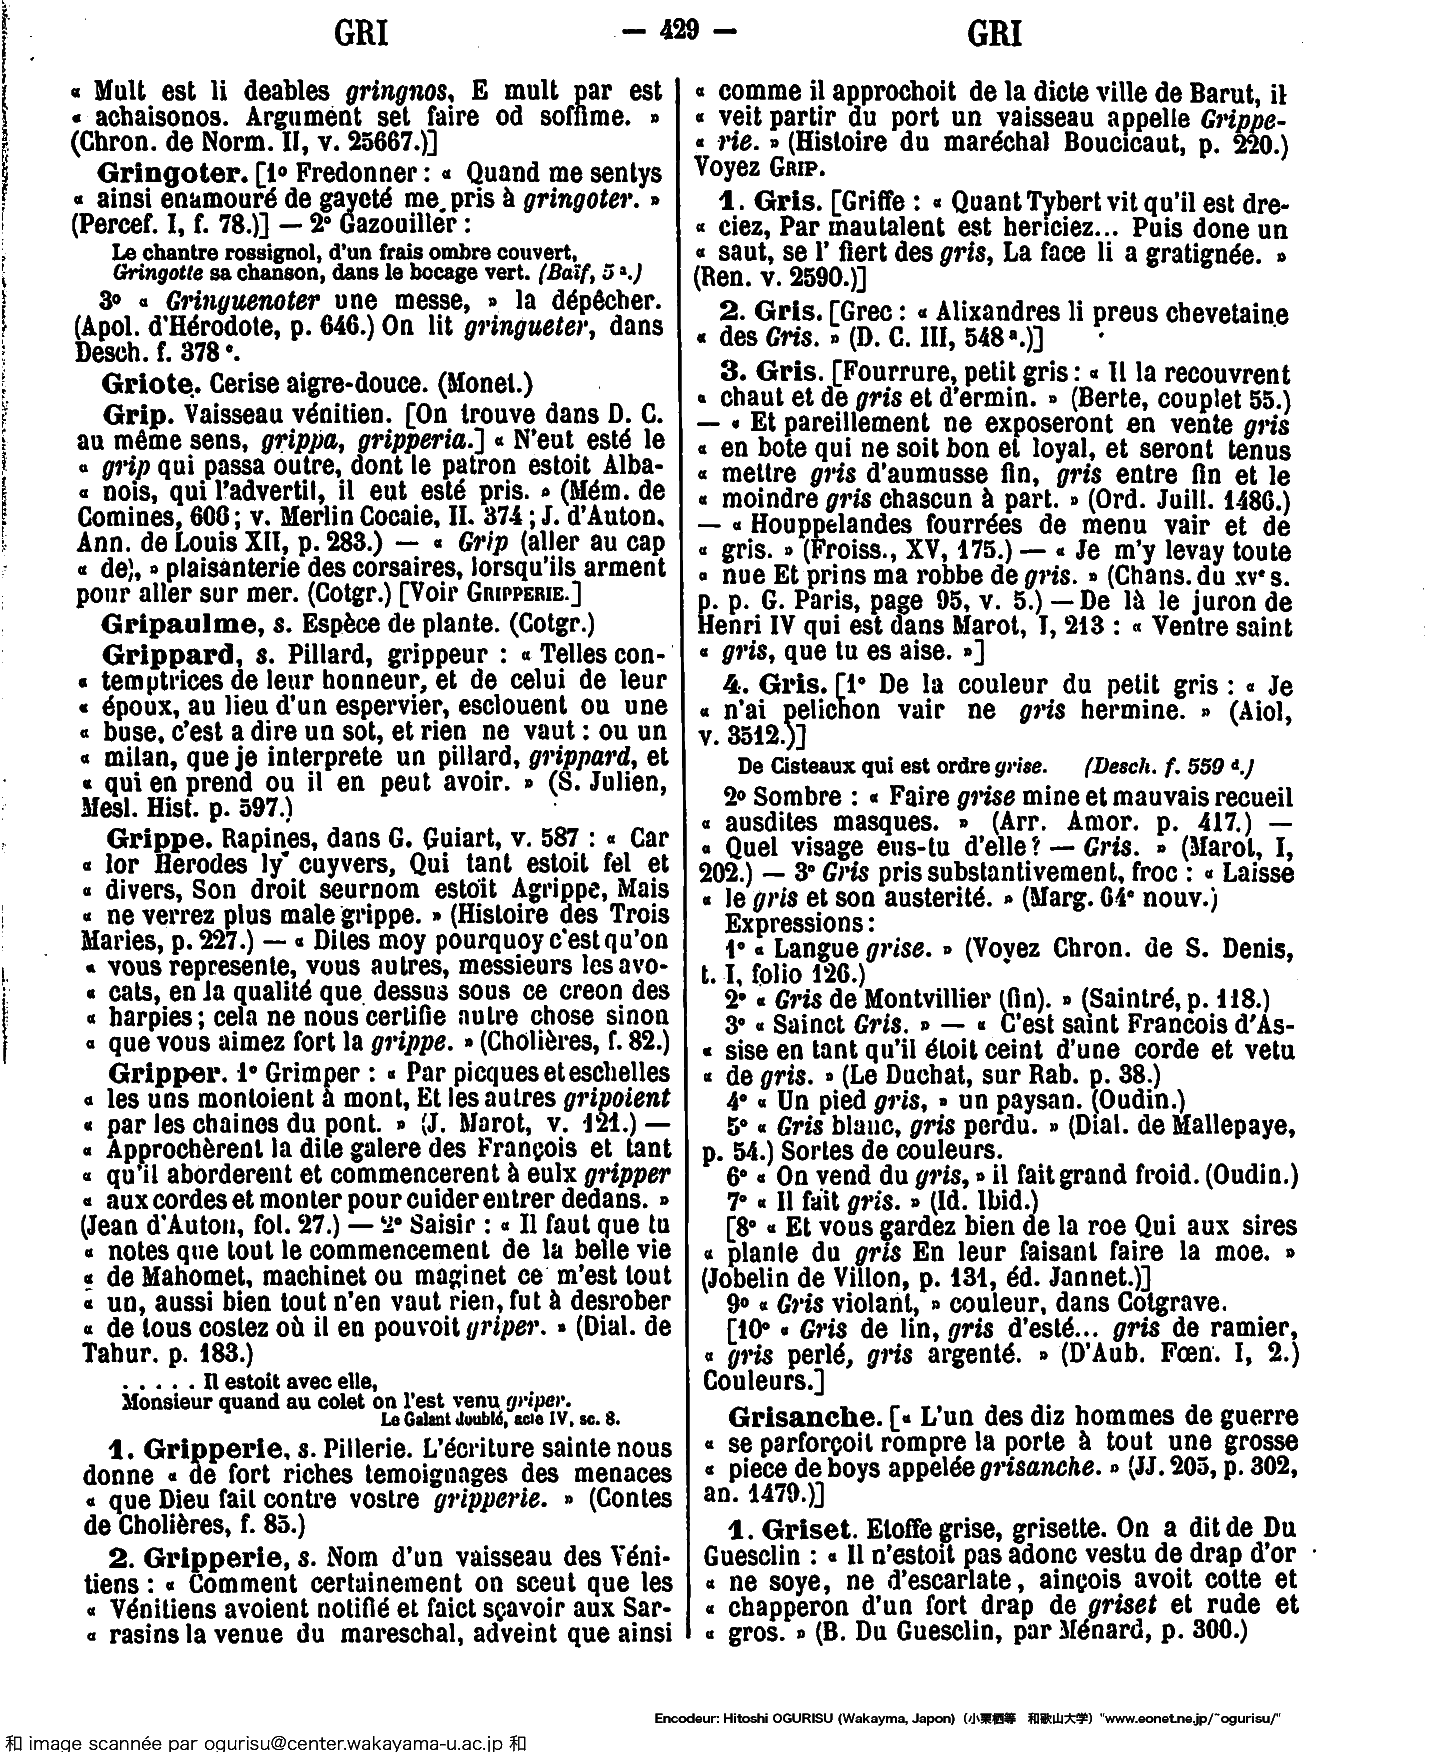 GRI — 429 — GRI
« Mult est li deables gringnos, E mult par est
« achaisonos. Argument set faire od soffime. »
(Chron. de Norm. II, v. 25667.)]
Gringoter. [1º Fredonner : « Quand me sentys
« ainsi enamouré de gayeté me pris à gringoter. »
(Percef. I, f. 78.)] — 2º Gazouiller :
Le chantre rossignol, d'un frais ombre couvert,
Gringotte sa chanson, dans le bocage vert. (Baïf, 5 ª.)
3º « Gringuenoter une messe, » la dépêcher.
(Apol. d'Hérodote, p. 646.) On lit gringueter, dans
Desch. f. 378 ᶜ.
Griote. Cerise aigre-douce. (Monet.)
Grip. Vaisseau vénitien. [On trouve dans D. C.
au même sens, grippa, gripperia.] « N'eut esté le
« grip qui passa outre, dont le patron estoit Alba-
« nois, qui l'advertit, il eut esté pris. » (Mém. de
Comines, 606 ; v. Merlin Cocaie, II. 374 ; J. d'Auton.
Ann. de Louis XII, p. 283.) — « Grip (aller au cap
« de), » plaisanterie des corsaires, lorsqu'ils arment
pour aller sur mer. (Cotgr.) [Voir GRIPPERIE.]
Gripaulme, s. Espèce de plante. (Cotgr.)
Grippard, s. Pillard, grippeur : « Telles con-
« temptrices de leur honneur, et de celui de leur
« époux, au lieu d'un espervier, esclouent ou une
« buse, c'est a dire un sot, et rien ne vaut : ou un
« milan, que je interprete un pillard, grippard, et
« qui en prend ou il en peut avoir. » (S. Julien,
Mesl. Hist. p. 597.)
Grippe. Rapines, dans G. Guiart, v. 587 : « Car
« lor Herodes ly cuyvers, Qui tant estoit fel et
« divers, Son droit seurnom estoit Agrippe, Mais
« ne verrez plus male grippe. » (Histoire des Trois
Maries, p. 227.) — « Dites moy pourquoy c'est qu'on
« vous represente, vous autres, messieurs les avo-
« cats, en la qualité que dessus sous ce creon des
« harpies ; cela ne nous certifie autre chose sinon
« que vous aimez fort la grippe. » (Cholières, f. 82.)
Gripper. 1º Grimper : « Par picques et eschelles
« les uns montoient à mont, Et les autres gripoient
« par les chaines du pont. » (J. Marot, v. 121.) —
« Approchèrent la dite galere des François et tant
« qu'il aborderent et commencerent à eulx gripper
« aux cordes et monter pour cuider entrer dedans. »
(Jean d'Auton, fol. 27.) — 2º Saisir : « Il faut que tu
« notes que tout le commencement de la belle vie
« de Mahomet, machinet ou maginet ce m'est tout
« un, aussi bien tout n'en vaut rien, fut à desrober
« de tous costez où il en pouvoit griper. » (Dial. de
Tahur. p. 183.)
. . . . . Il estoit avec elle,
Monsieur quand au colet on l'est venu griper.
Le Galant doublé, acte IV, sc. 8.
1. Gripperie, s. Pillerie. L'écriture sainte nous
donne « de fort riches temoignages des menaces
« que Dieu fait contre vostre gripperie. » (Contes
de Cholières, f. 85.)
2. Gripperie, s. Nom d'un vaisseau des Véni-
tiens : « Comment certainement on sceut que les
« Vénitiens avoient notifié et faict sçavoir aux Sar-
« rasins la venue du mareschal, adveint que ainsi
« comme il approchoit de la dicte ville de Barut, il
« veit partir du port un vaisseau appelle Grippe-
« rie. » (Histoire du maréchal Boucicaut, p. 220.)
Voyez GRIP.
1. Gris. [Griffe : « Quant Tybert vit qu'il est dre-
« ciez, Par mautalent est hericiez... Puis done un
« saut, se l' fiert des gris, La face li a gratignée. »
(Ren. v. 2590.)]
2. Gris. [Grec : « Alixandres li preus chevetaine
« des Gris. » (D. C. III, 548 ª.)]
3. Gris. [Fourrure, petit gris : « Il la recouvrent
« chaut et de gris et d'ermin. » (Berte, couplet 55.)
— « Et pareillement ne exposeront en vente gris
« en bote qui ne soit bon et loyal, et seront tenus
« mettre gris d'aumusse fin, gris entre fin et le
« moindre gris chascun à part. » (Ord. Juill. 1486.)
— « Houppelandes fourrées de menu vair et de
« gris. » (Froiss., XV, 175.) — « Je m'y levay toute
« nue Et prins ma robbe de gris. » (Chans. du XVᵉ s.
p. p. G. Paris, page 95, v. 5.) — De là le juron de
Henri IV qui est dans Marot, I, 213 : « Ventre saint
« gris, que tu es aise. »]
4. Gris. [1º De la couleur du petit gris : « Je
« n'ai pelichon vair ne gris hermine. » (Aiol,
v. 3512.)]
De Cisteaux qui est ordre grise. (Desch. f. 559 ᵈ.)
2º Sombre : « Faire grise mine et mauvais recueil
« ausdites masques. » (Arr. Amor. p. 417.) —
« Quel visage eus-tu d'elle ? — Gris. » (Marot, I,
202.) — 3º Gris pris substantivement, froc : « Laisse
« le gris et son austerité. » (Marg. 64ᵉ nouv.)
Expressions :
1º « Langue grise. » (Voyez Chron. de S. Denis,
t. I, folio 126.)
2º « Gris de Montvillier (fin). » (Saintré, p. 118.)
3º « Sainct Gris. » — « C'est saint Francois d'As-
« sise en tant qu'il étoit ceint d'une corde et vetu
« de gris. » (Le Duchat, sur Rab. p. 38.)
4º « Un pied gris, » un paysan. (Oudin.)
5º « Gris blanc, gris perdu. » (Dial. de Mallepaye,
p. 54.) Sortes de couleurs.
6º « On vend du gris, » il fait grand froid. (Oudin.)
7º « Il fait gris. » (Id. Ibid.)
[8º « Et vous gardez bien de la roe Qui aux sires
« plante du gris En leur faisant faire la moe. »
(Jobelin de Villon, p. 131, éd. Jannet.)]
9º « Gris violant, » couleur, dans Cotgrave.
[10º « Gris de lin, gris d'esté... gris de ramier,
« gris perlé, gris argenté. » (D'Aub. Fœn. I, 2.)
Couleurs.]
Grisanche. [« L'un des diz hommes de guerre
« se parforçoit rompre la porte à tout une grosse
« piece de boys appelée grisanche. » (JJ. 205, p. 302,
an. 1479.)]
1. Griset. Etoffe grise, grisette. On a dit de Du
Guesclin : « Il n'estoit pas adonc vestu de drap d'or
« ne soye, ne d'escarlate, ainçois avoit cotte et
« chapperon d'un fort drap de griset et rude et
« gros. » (B. Du Guesclin, par Ménard, p. 300.)
Encodeur: Hitoshi OGURISU (Wakayma, Japon) (小栗栖等 和歌山大学) "www.eonet.ne.jp/~ogurisu/"
和 image scannée par ogurisu@center.wakayama-u.ac.jp 和